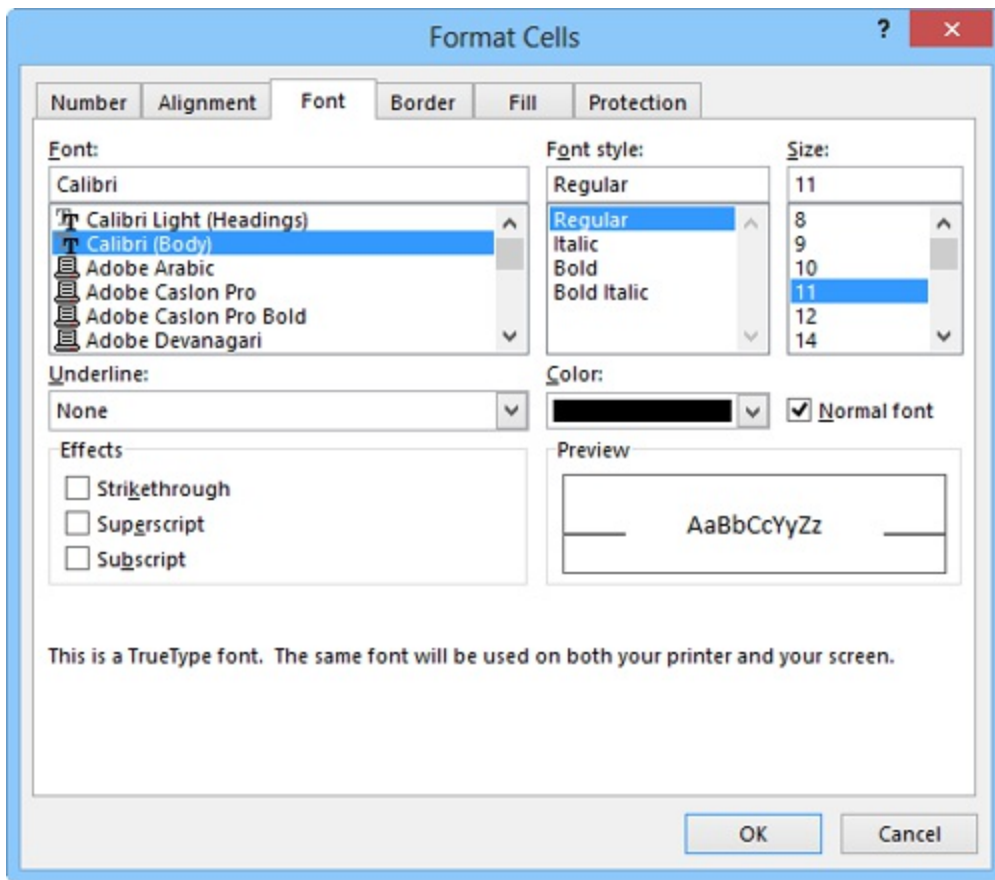 Format Cells ?
Number Alignment Font Border Fill Protection
Font: Font style: Size:
Calibri Regular 11
Calibri Light (Headings) Regular 8
Calibri (Body) Italic 9
Adobe Arabic Bold 10
Adobe Caslon Pro Bold Italic 11
Adobe Caslon Pro Bold 12
Adobe Devanagari 14
Underline: Color:
None Normal font
Effects Preview
Strikethrough
Superscript AaBbCcYyZz
Subscript
This is a TrueType font. The same font will be used on both your printer and your screen.
OK Cancel